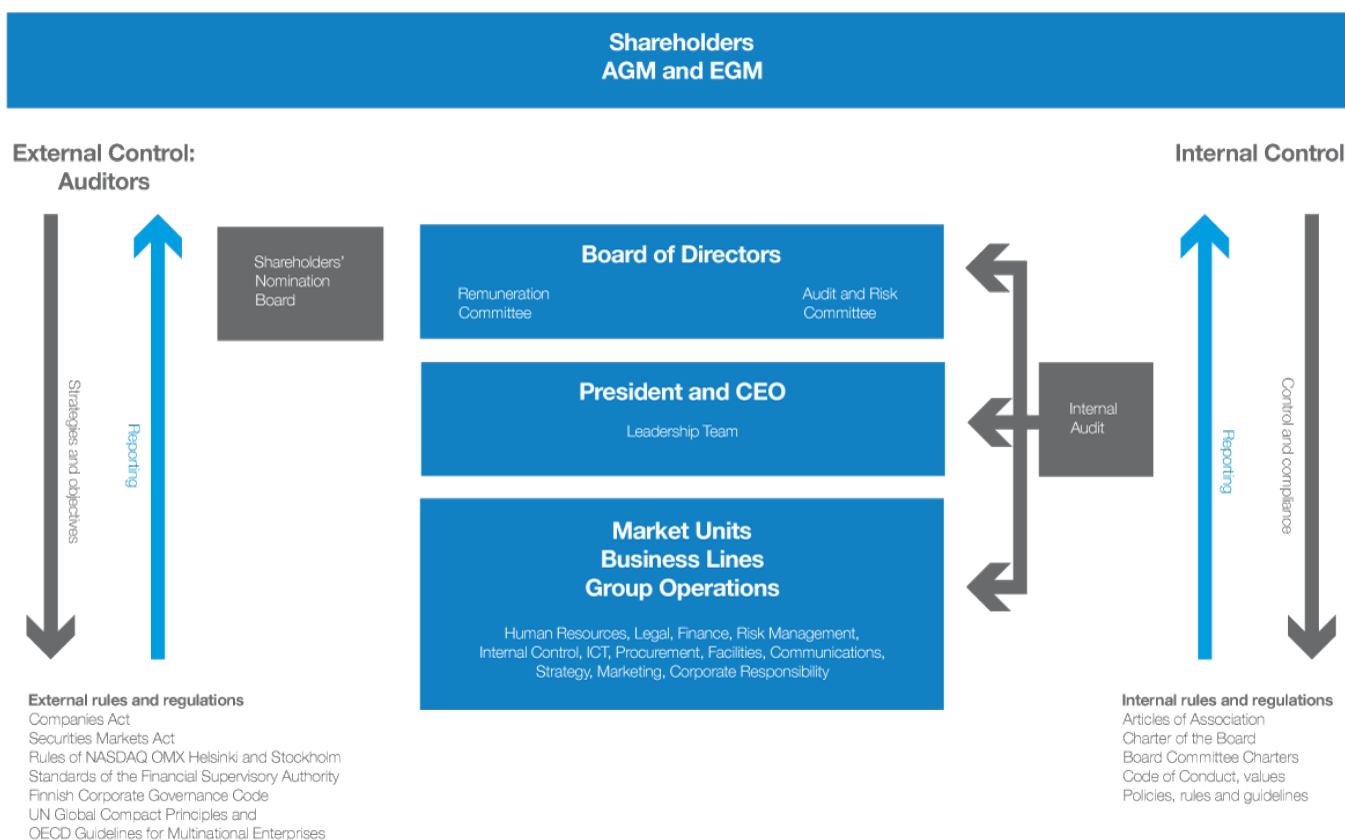 Shareholders
AGM and EGM
External Control:
Auditors
Internal Control
Strategies and objectives
Reporting
Shareholders'
Nomination
Board
Board of Directors
Remuneration
Committee
Audit and Risk
Committee
President and CEO
Leadership Team
Market Units
Business Lines
Group Operations
Human Resources, Legal, Finance, Risk Management,
Internal Control, ICT, Procurement, Facilities, Communications,
Strategy, Marketing, Corporate Responsibility
Internal
Audit
Reporting
Control and compliance
External rules and regulations
Companies Act
Securities Markets Act
Rules of NASDAQ OMX Helsinki and Stockholm
Standards of the Financial Supervisory Authority
Finnish Corporate Governance Code
UN Global Compact Principles and
OECD Guidelines for Multinational Enterprises
Internal rules and regulations
Articles of Association
Charter of the Board
Board Committee Charters
Code of Conduct, values
Policies, rules and guidelines